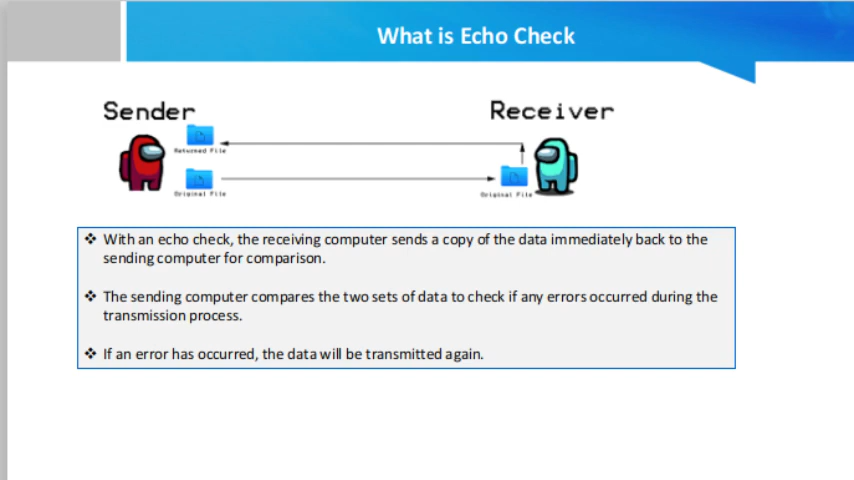 What is Echo Check
Sender
Receiver
Returned File
Original File
Original File
❖ With an echo check, the receiving computer sends a copy of the data immediately back to the
sending computer for comparison.
❖ The sending computer compares the two sets of data to check if any errors occurred during the
transmission process.
❖ If an error has occurred, the data will be transmitted again.